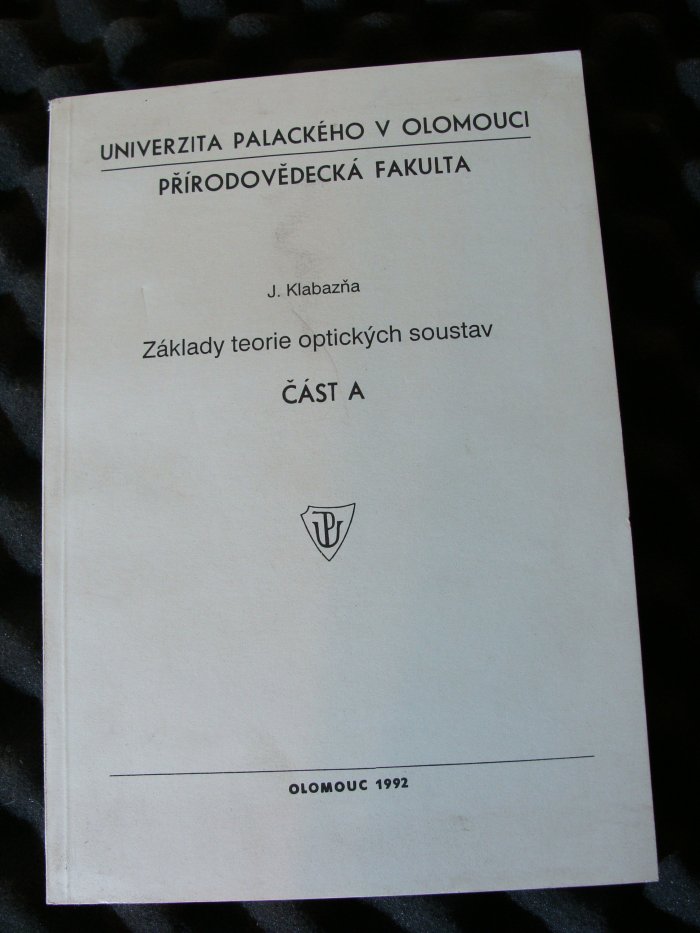 UNIVERZITA PALACKÉHO V OLOMOUCI
PŘÍRODOVĚDECKÁ FAKULTA
J. Klabazňa
Základy teorie optických soustav
ČÁST A
UP
OLOMOUC 1992